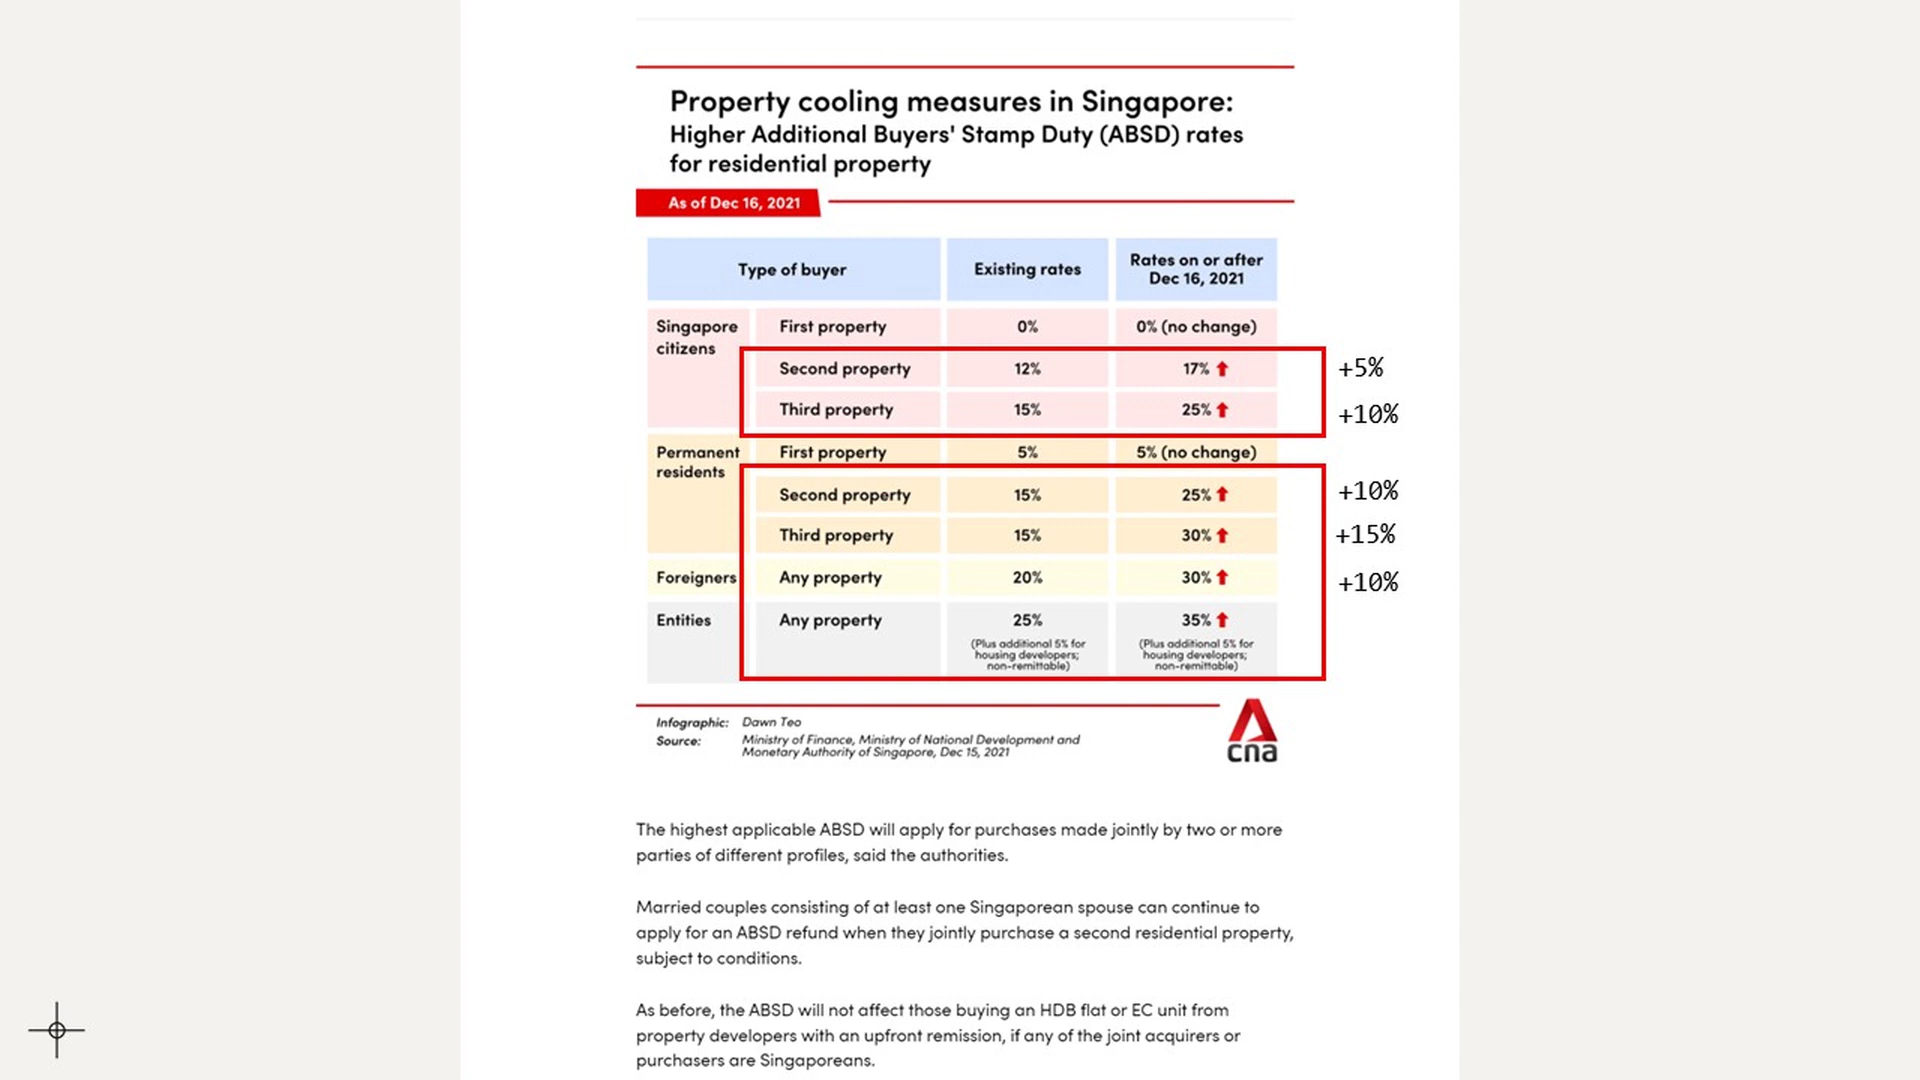 Property cooling measures in Singapore:
Higher Additional Buyers' Stamp Duty (ABSD) rates
for residential property
As of Dec 16, 2021
Type of buyer
Existing rates
Rates on or after
Dec 16, 2021
Singapore
citizens
First property
0%
0% (no change)
Second property
12%
17%
+5%
Third property
15%
25%
+10%
Permanent
residents
First property
5%
5% (no change)
Second property
15%
25%
+10%
Third property
15%
30%
+15%
Foreigners
Any property
20%
30%
+10%
Entities
Any property
25%
(Plus additional 5% for
housing developers;
non-remittable)
35%
(Plus additional 5% for
housing developers;
non-remittable)
Infographic: Dawn Teo
Source: Ministry of Finance, Ministry of National Development and
Monetary Authority of Singapore, Dec 15, 2021
cna
The highest applicable ABSD will apply for purchases made jointly by two or more
parties of different profiles, said the authorities.
Married couples consisting of at least one Singaporean spouse can continue to
apply for an ABSD refund when they jointly purchase a second residential property,
subject to conditions.
As before, the ABSD will not affect those buying an HDB flat or EC unit from
property developers with an upfront remission, if any of the joint acquirers or
purchasers are Singaporeans.